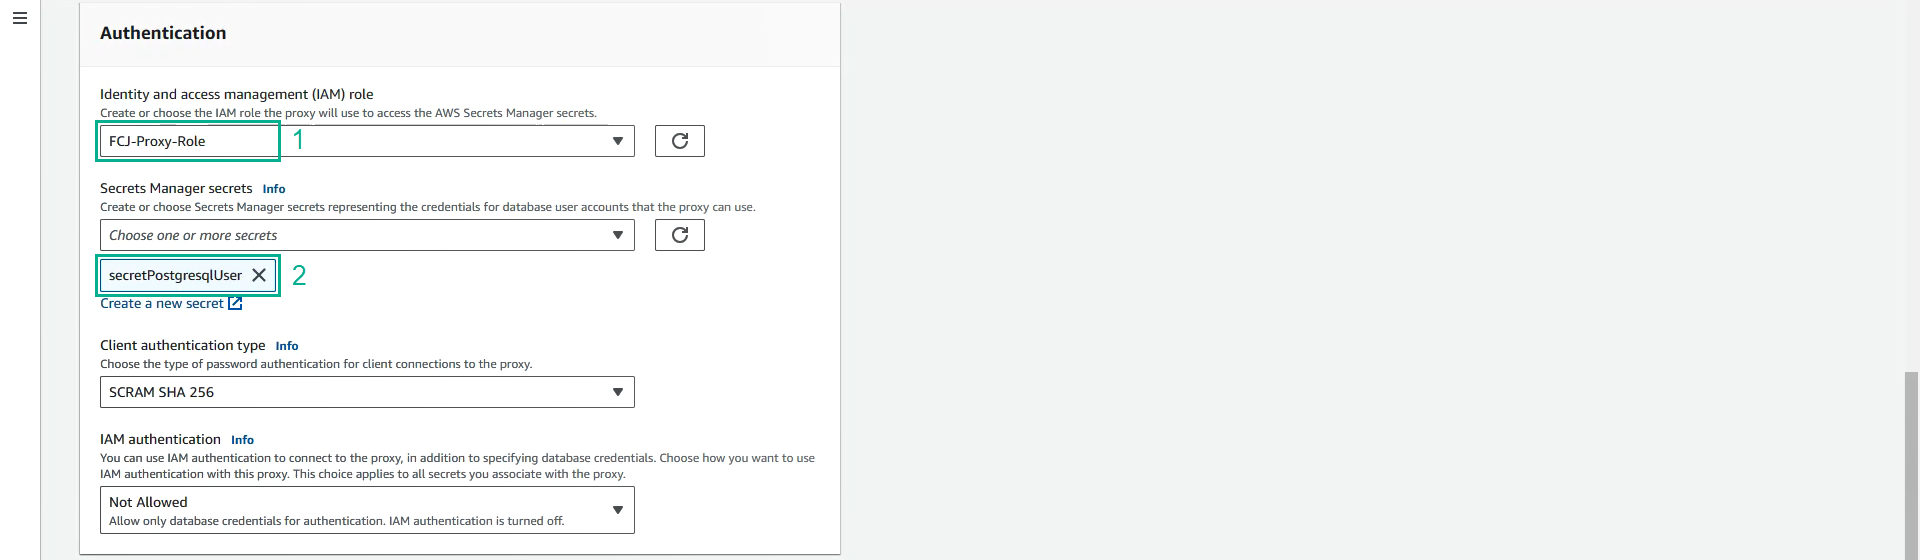 Authentication
Identity and access management (IAM) role
Create or choose the IAM role the proxy will use to access the AWS Secrets Manager secrets.
FCJ-Proxy-Role 1
Secrets Manager secrets Info
Create or choose Secrets Manager secrets representing the credentials for database user accounts that the proxy can use.
Choose one or more secrets
secretPostgresqlUser 2
Create a new secret
Client authentication type Info
Choose the type of password authentication for client connections to the proxy.
SCRAM SHA 256
IAM authentication Info
You can use IAM authentication to connect to the proxy, in addition to specifying database credentials. Choose how you want to use
IAM authentication with this proxy. This choice applies to all secrets you associate with the proxy.
Not Allowed
Allow only database credentials for authentication. IAM authentication is turned off.